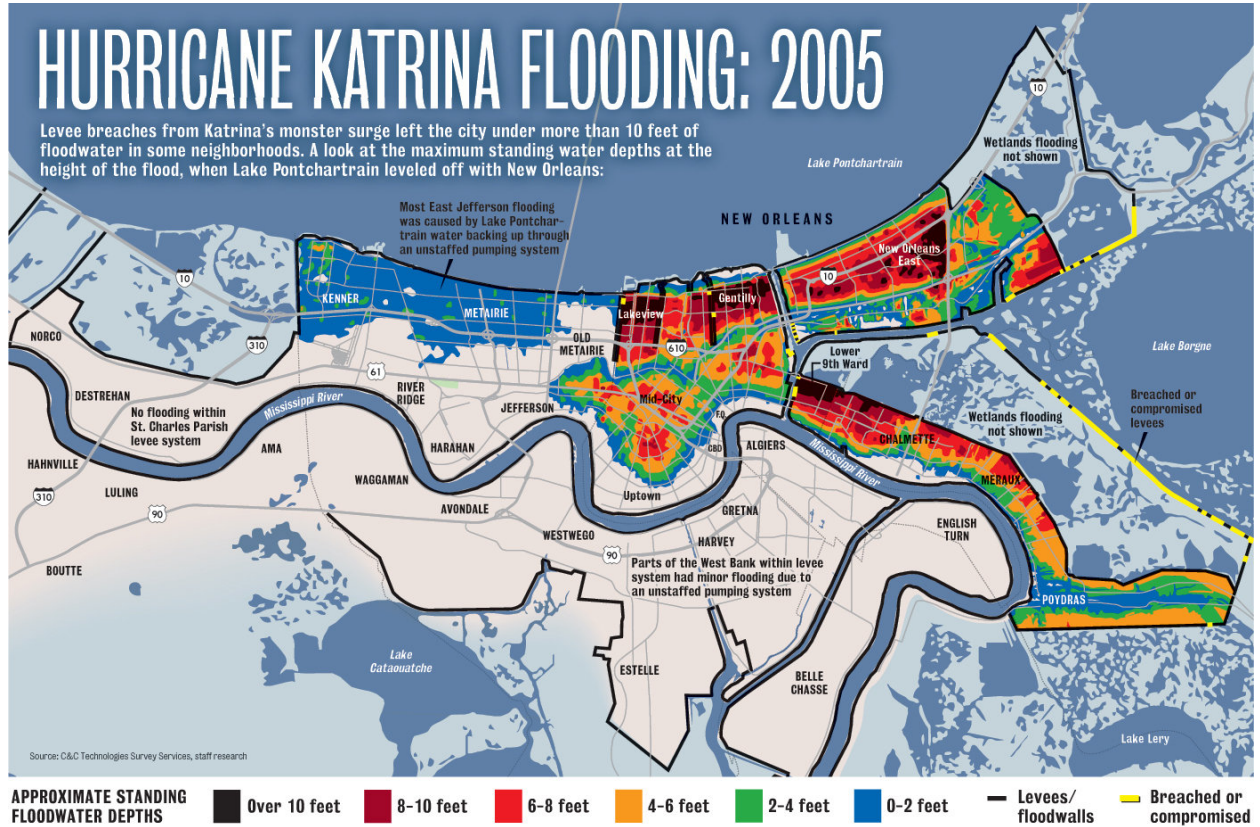 HURRICANE KATRINA FLOODING: 2005
Levee breaches from Katrina's monster surge left the city under more than 10 feet of
floodwater in some neighborhoods. A look at the maximum standing water depths at the
height of the flood, when Lake Pontchartrain leveled off with New Orleans:
10
Wetlands flooding
not shown
Lake Pontchartrain
Most East Jefferson flooding
was caused by Lake Pontchar-
train water backing up through
an unstaffed pumping system
NEW ORLEANS
New Orleans
East
10
10
KENNER
METAIRIE
Lakeview
Gentilly
NORCO
310
OLD
METAIRIE
610
Lake Borgne
Lower
9th Ward
61
RIVER
RIDGE
DESTREHAN
Mississippi River
JEFFERSON
Mid-City
F.Q.
No flooding within
St. Charles Parish
levee system
Wetlands flooding
not shown
Breached or
compromised
levees
AMA
HARAHAN
CBD
ALGIERS
CHALMETTE
Mississippi River
HAHNVILLE
WAGGAMAN
MERAUX
310
LULING
Uptown
90
AVONDALE
GRETNA
ENGLISH
TURN
WESTWEGO
HARVEY
90
BOUTTE
Parts of the West Bank within levee
system had minor flooding due to
an unstaffed pumping system
POYDRAS
Lake
Cataouatche
ESTELLE
BELLE
CHASSE
Lake Lery
Source: C&C Technologies Survey Services, staff research
APPROXIMATE STANDING
FLOODWATER DEPTHS
Over 10 feet
8-10 feet
6-8 feet
4-6 feet
2-4 feet
0-2 feet
Levees/
floodwalls
Breached or
compromised